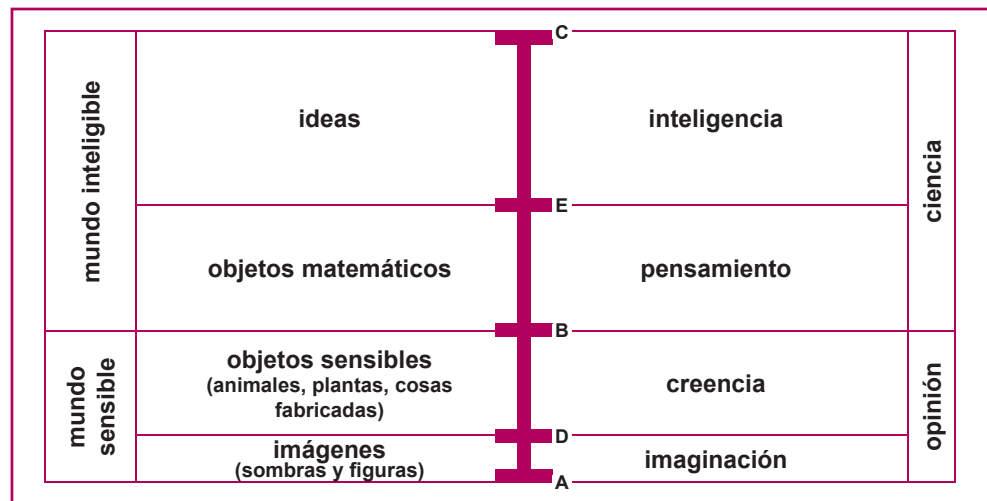 C
mundo inteligible
ideas
inteligencia
ciencia
E
objetos matemáticos
pensamiento
B
mundo
sensible
objetos sensibles
(animales, plantas, cosas
fabricadas)
creencia
opinión
D
imágenes
(sombras y figuras)
imaginación
A